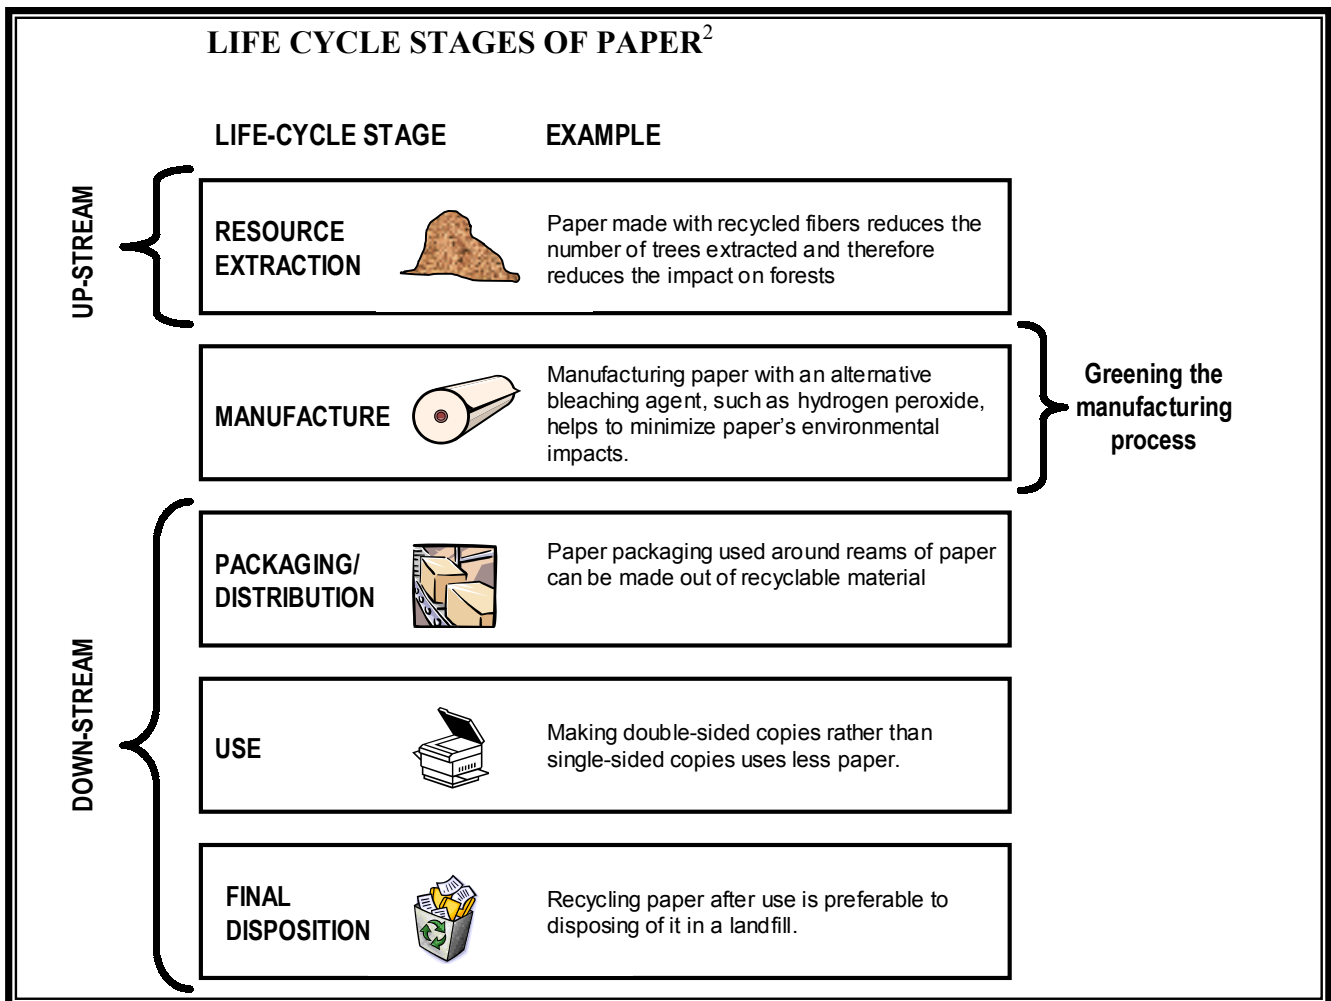 LIFE CYCLE STAGES OF PAPER2
LIFE-CYCLE STAGE EXAMPLE
UP-STREAM
RESOURCE
EXTRACTION
Paper made with recycled fibers reduces the
number of trees extracted and therefore
reduces the impact on forests
MANUFACTURE
Manufacturing paper with an alternative
bleaching agent, such as hydrogen peroxide,
helps to minimize paper's environmental
impacts.
Greening the
manufacturing
process
DOWN-STREAM
PACKAGING/
DISTRIBUTION
Paper packaging used around reams of paper
can be made out of recyclable material
USE
Making double-sided copies rather than
single-sided copies uses less paper.
FINAL
DISPOSITION
Recycling paper after use is preferable to
disposing of it in a landfill.